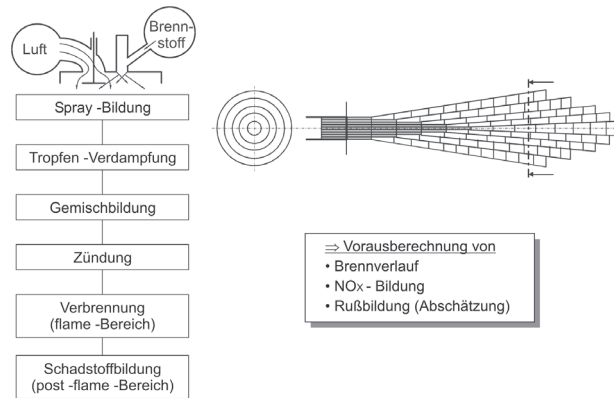 Luft
Brenn-
stoff
Spray -Bildung
Tropfen -Verdampfung
Gemischbildung
Zündung
Verbrennung
(flame -Bereich)
Schadstoffbildung
(post -flame -Bereich)
⇒ Vorausberechnung von
• Brennverlauf
• NOx - Bildung
• Rußbildung (Abschätzung)